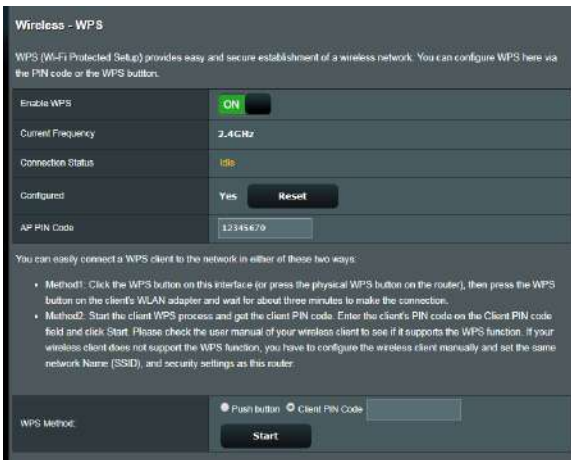 Wireless - WPS
WPS (Wi-Fi Protected Setup) provides easy and secure establishment of a wireless network. You can configure WPS here via
the PIN code or the WPS buttton.
Enable WPS
ON
Current Frequency
2.4GHz
Connection Status
Idle
Configured
Yes
Reset
AP PIN Code
12345670
You can easily connect a WPS client to the network in either of these two ways:
• Method1: Click the WPS button on this interface (or press the physical WPS button on the router), then press the WPS
button on the client's WLAN adapter and wait for about three minutes to make the connection.
• Method2: Start the client WPS process and get the client PIN code. Enter the client's PIN code on the Client PIN code
field and click Start. Please check the user manual of your wireless client to see if it supports the WPS function. If your
wireless client does not support the WPS function, you have to configure the wireless client manually and set the same
network Name (SSID), and security settings as this router.
WPS Method:
Push button
Client PIN Code
Start